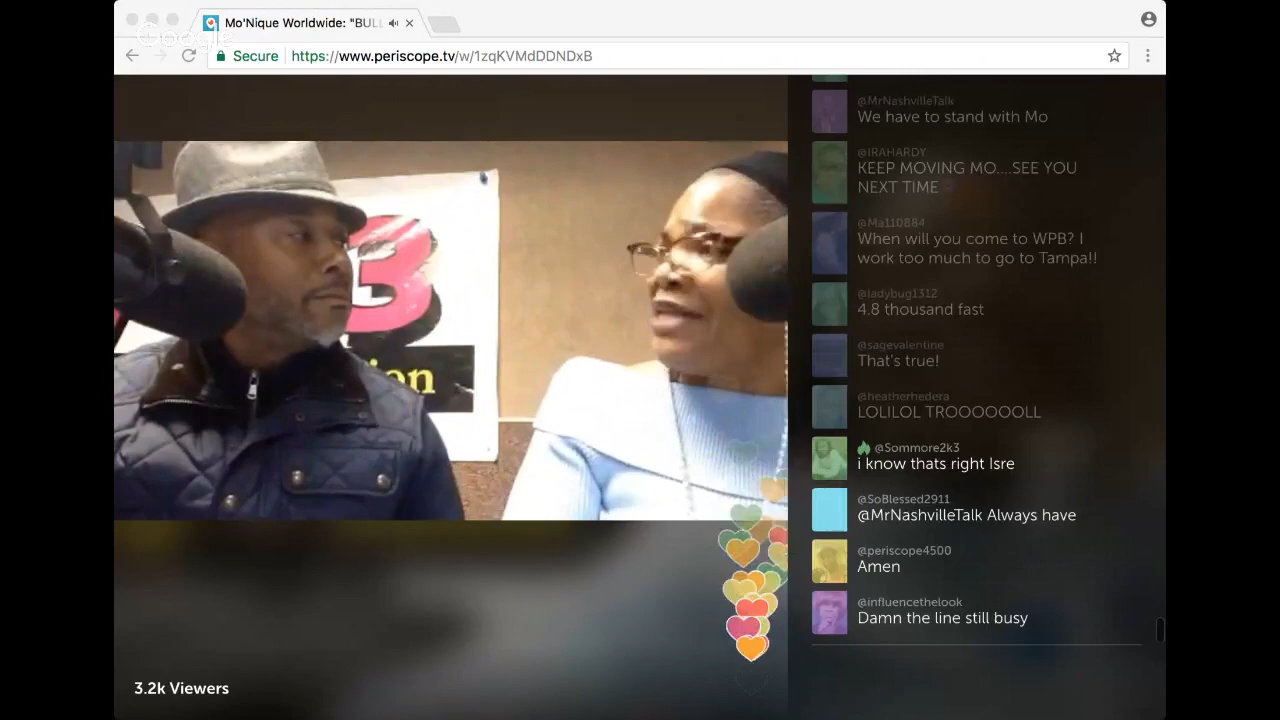 Mo'Nique Worldwide: "BULL
Google
Secure https://www.periscope.tv/w/1zqKVMdDDNDxB
3
ion
@MrNashvilleTalk
We have to stand with Mo
@IRAHARDY
KEEP MOVING MO....SEE YOU
NEXT TIME
@Ma110884
When will you come to WPB? I
work too much to go to Tampa!!
@ladybug1312
4.8 thousand fast
@sagevalentine
That's true!
@heatherhedera
LOLILOL TROOOOOOLL
@Sommore2k3
i know thats right Isre
@SoBlessed2911
@MrNashvilleTalk Always have
@periscope4500
Amen
@influencethelook
Damn the line still busy
3.2k Viewers